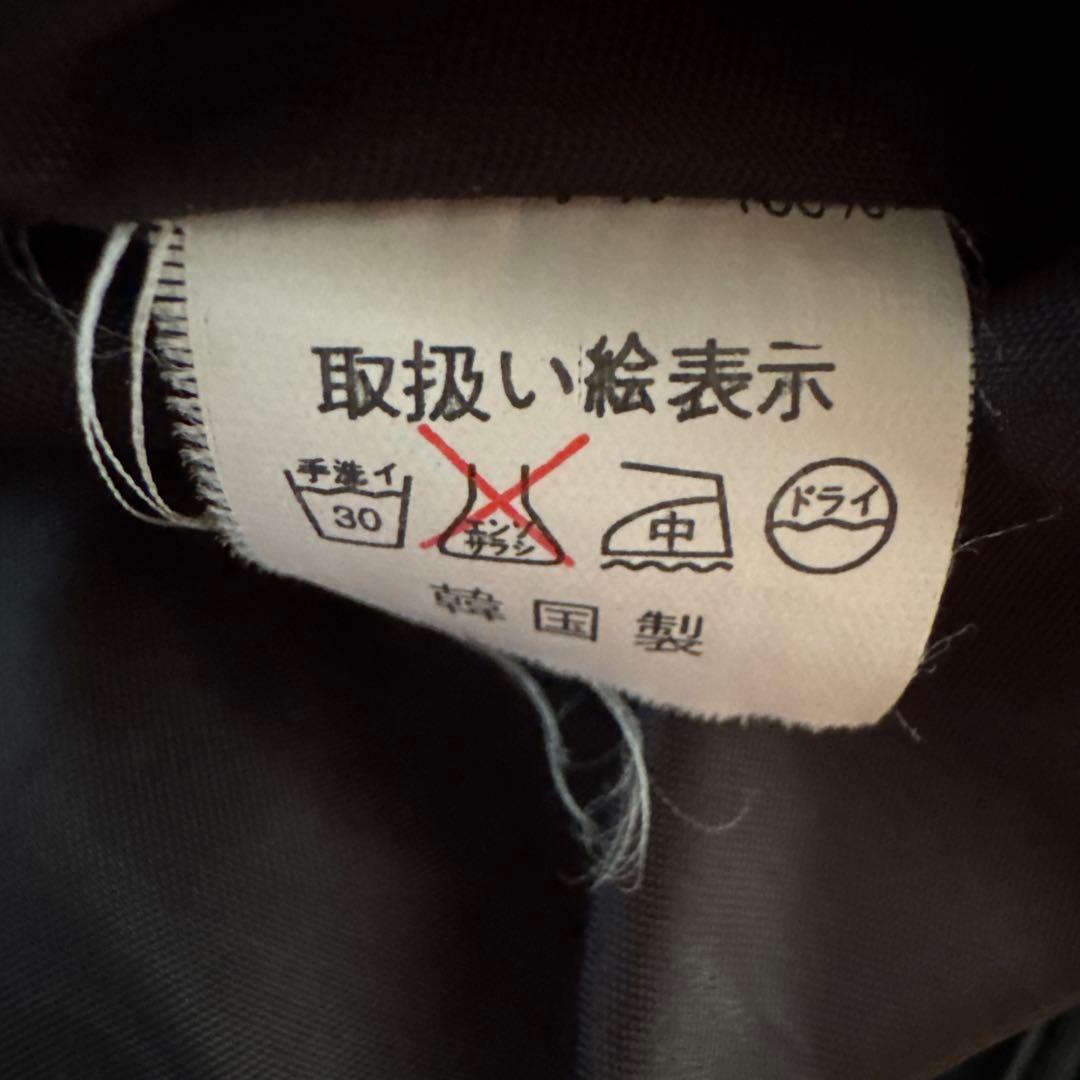 100%
取扱い絵表示
手洗イ 30 エンソサラシ 中 ドライ
韓国製